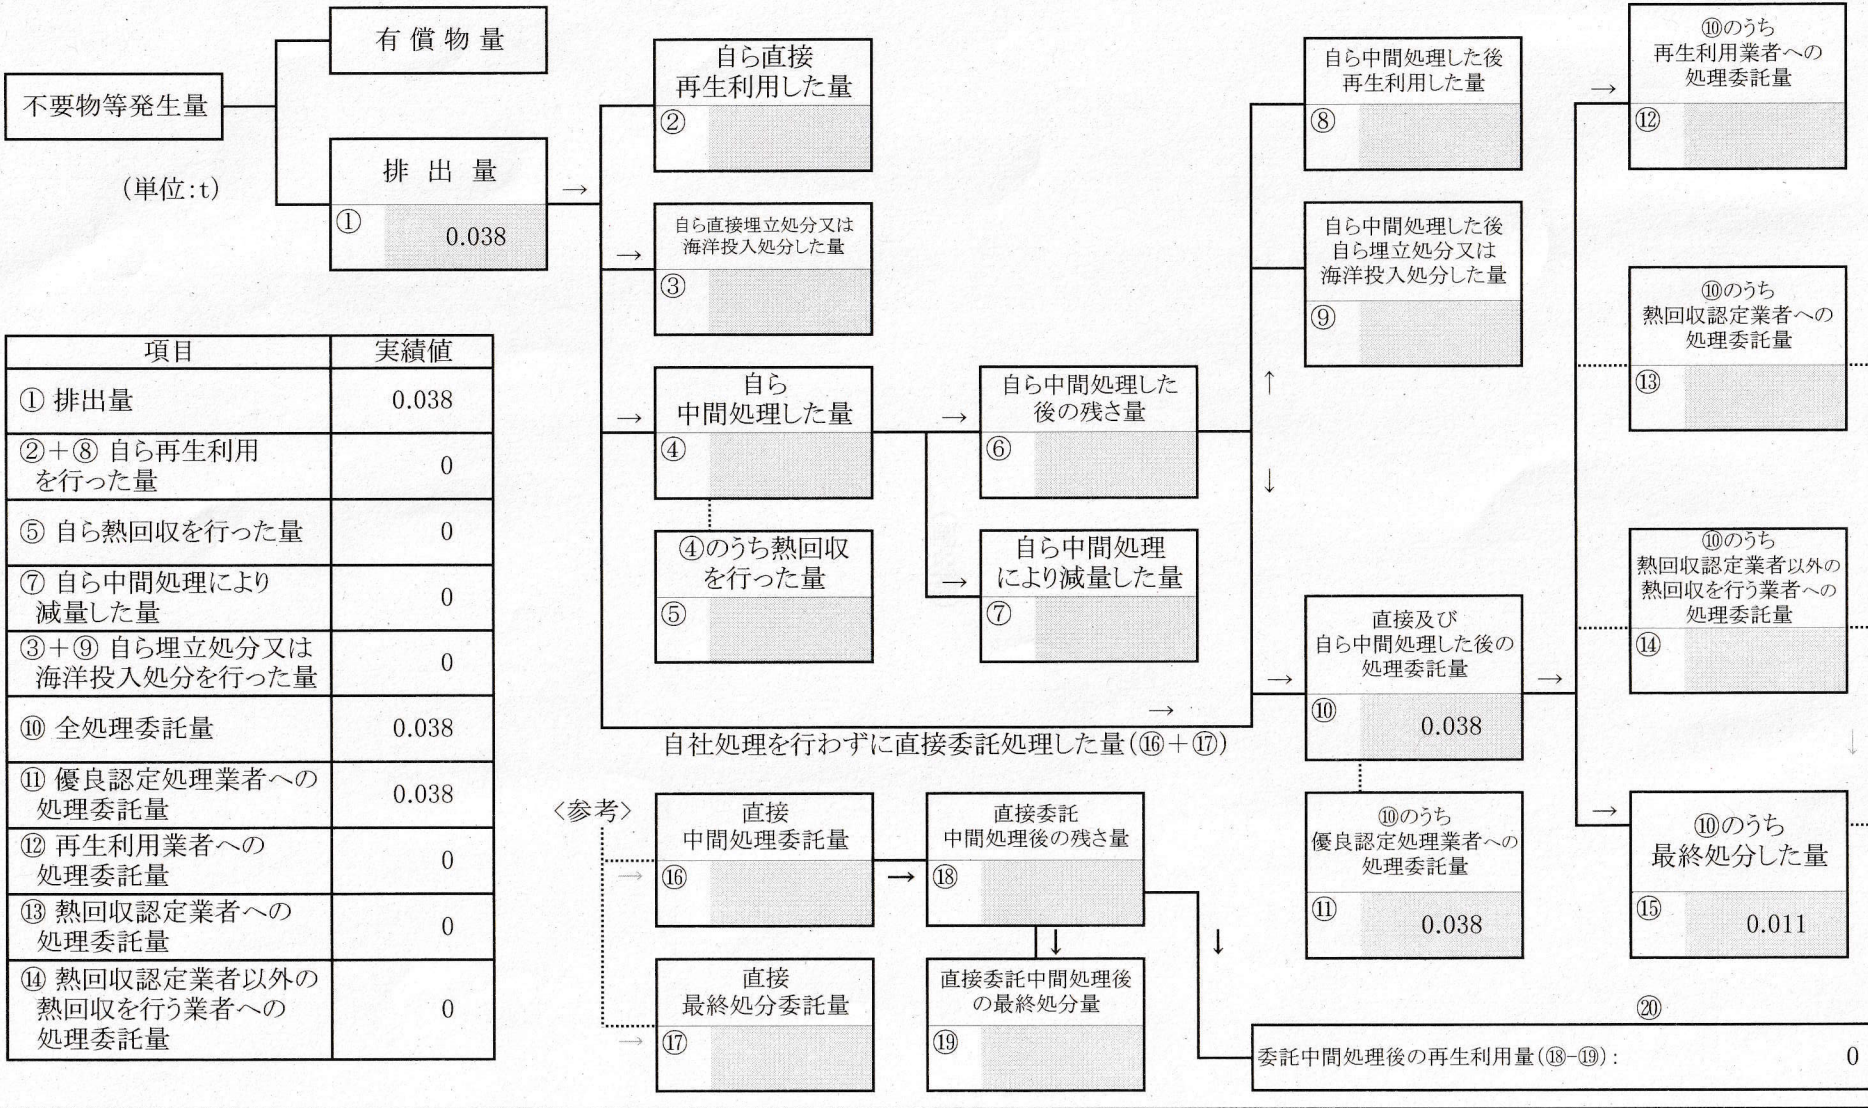 有償物量
不要物等発生量
(単位:t)
排出量
①
0.038
自ら直接
再生利用した量
②
自ら直接埋立処分又は
海洋投入処分した量
③
自ら
中間処理した量
④
④のうち熱回収
を行った量
⑤
自ら中間処理した
後の残さ量
⑥
自ら中間処理
により減量した量
⑦
自ら中間処理した後
再生利用した量
⑧
自ら中間処理した後
自ら埋立処分又は
海洋投入処分した量
⑨
直接及び
自ら中間処理した後の
処理委託量
⑩
0.038
⑩のうち
優良認定処理業者への
処理委託量
⑪
0.038
⑩のうち
再生利用業者への
処理委託量
⑫
⑩のうち
熱回収認定業者への
処理委託量
⑬
⑩のうち
熱回収認定業者以外の
熱回収を行う業者への
処理委託量
⑭
⑩のうち
最終処分した量
⑮
0.011
自社処理を行わずに直接委託処理した量(⑯+⑰)
<参考>
直接
中間処理委託量
⑯
直接
最終処分委託量
⑰
直接委託
中間処理後の残さ量
⑱
直接委託中間処理後
の最終処分量
⑲
⑳
委託中間処理後の再生利用量(⑱-⑲): 0
項目 実績値
① 排出量 0.038
②+⑧ 自ら再生利用
を行った量 0
⑤ 自ら熱回収を行った量 0
⑦ 自ら中間処理により
減量した量 0
③+⑨ 自ら埋立処分又は
海洋投入処分を行った量 0
⑩ 全処理委託量 0.038
⑪ 優良認定処理業者への
処理委託量 0.038
⑫ 再生利用業者への
処理委託量 0
⑬ 熱回収認定業者への
処理委託量 0
⑭ 熱回収認定業者以外の
熱回収を行う業者への
処理委託量 0